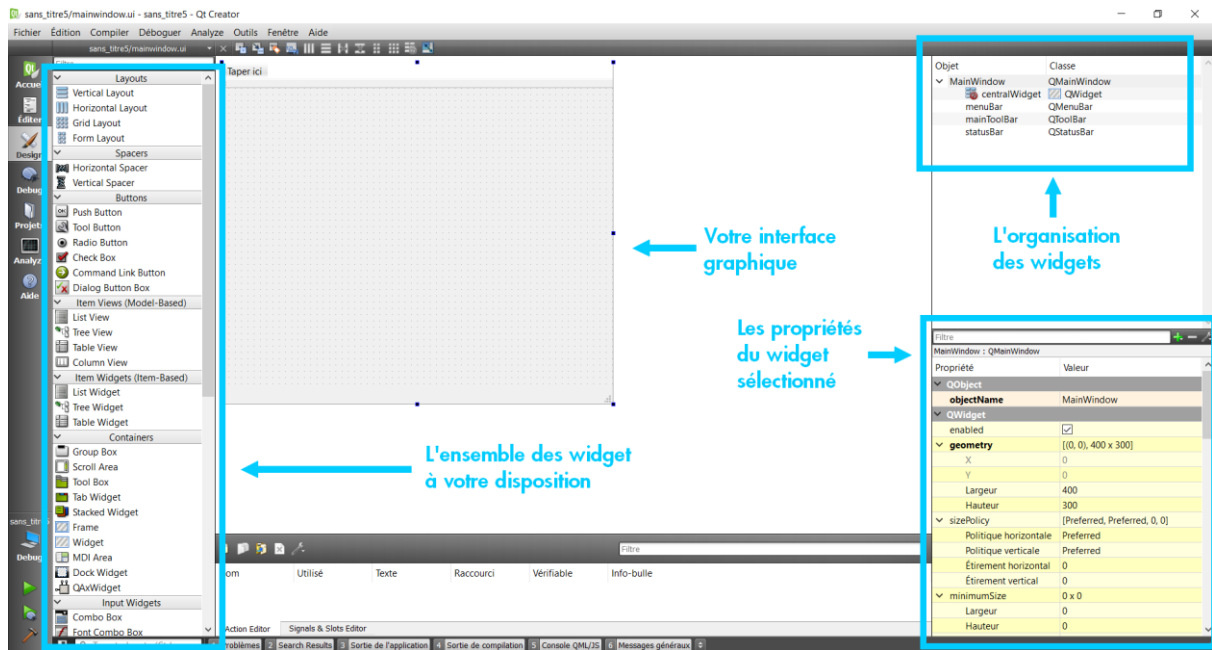 sans_titre5/mainwindow.ui - sans_titre5 - Qt Creator
Fichier Édition Compiler Déboguer Analyze Outils Fenêtre Aide
sans_titre5/mainwindow.ui
Filtre
Accue
Éditer
Design
Debug
Projet
Analyz
Aide
sans_titr
Debug
Layouts
Vertical Layout
Horizontal Layout
Grid Layout
Form Layout
Spacers
Horizontal Spacer
Vertical Spacer
Buttons
Push Button
Tool Button
Radio Button
Check Box
Command Link Button
Dialog Button Box
Item Views (Model-Based)
List View
Tree View
Table View
Column View
Item Widgets (Item-Based)
List Widget
Tree Widget
Table Widget
Containers
Group Box
Scroll Area
Tool Box
Tab Widget
Stacked Widget
Frame
Widget
MDI Area
Dock Widget
QAxWidget
Input Widgets
Combo Box
Font Combo Box
Taper ici
Votre interface
graphique
L'ensemble des widget
à votre disposition
Les propriétés
du widget
sélectionné
L'organisation
des widgets
Objet Classe
MainWindow QMainWindow
centralWidget QWidget
menuBar QMenuBar
mainToolBar QToolBar
statusBar QStatusBar
Filtre
MainWindow : QMainWindow
Propriété Valeur
QObject
objectName MainWindow
QWidget
enabled
geometry [(0, 0), 400 x 300]
X 0
Y 0
Largeur 400
Hauteur 300
sizePolicy [Preferred, Preferred, 0, 0]
Politique horizontale Preferred
Politique verticale Preferred
Étirement horizontal 0
Étirement vertical 0
minimumSize 0 x 0
Largeur 0
Hauteur 0
Filtre
om Utilisé Texte Raccourci Vérifiable Info-bulle
Action Editor Signals & Slots Editor
roblèmes 2 Search Results 3 Sortie de l'application 4 Sortie de compilation 5 Console QML/JS 6 Messages généraux